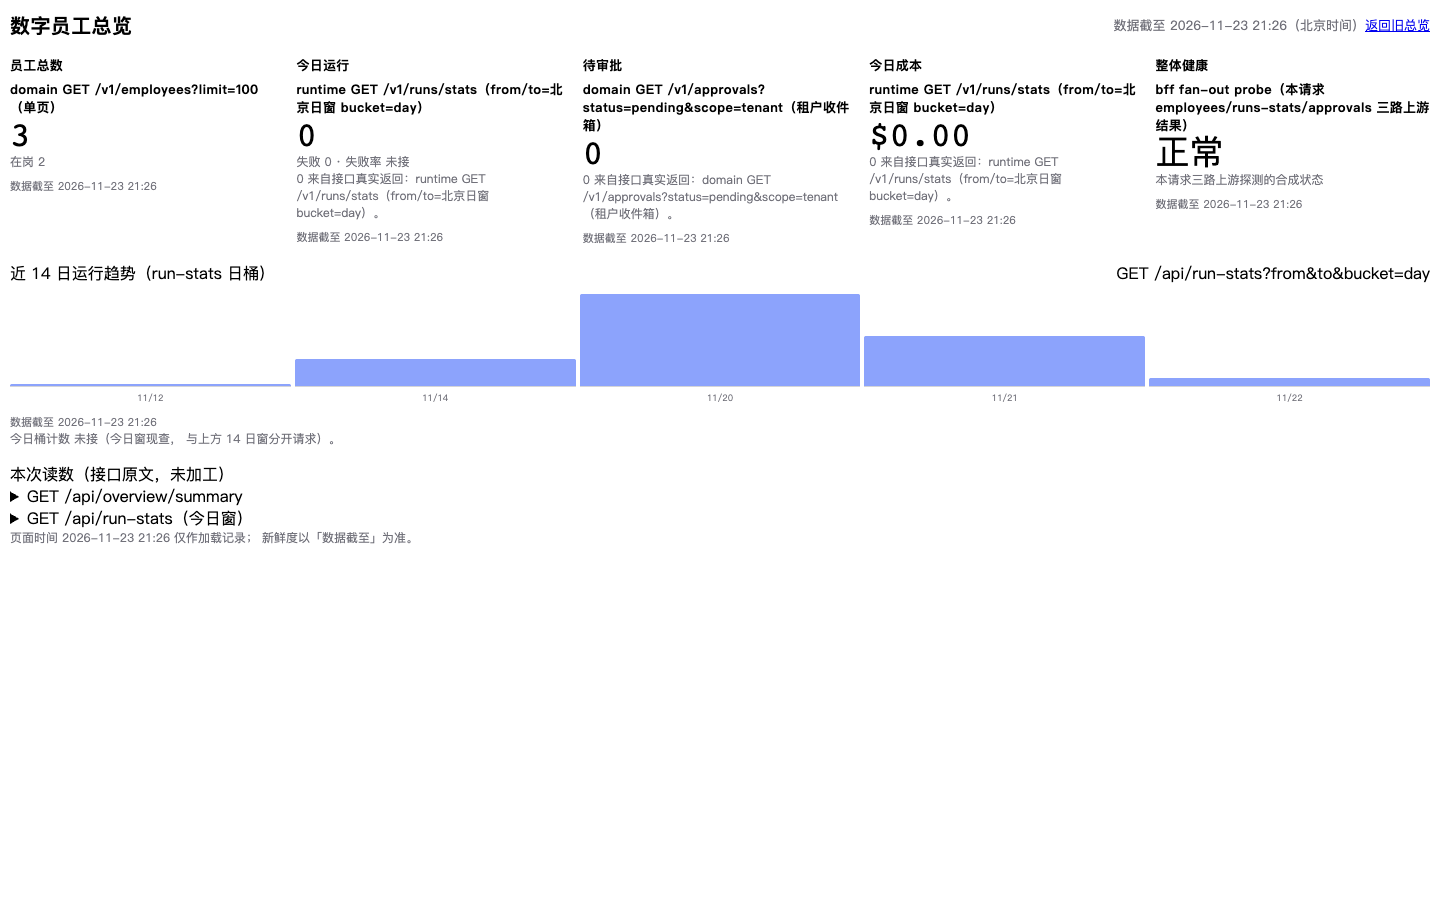 数字员工总览
数据截至 2026-11-23 21:26（北京时间）返回旧总览
员工总数
domain GET /v1/employees?limit=100
（单页）
3
在岗 2
数据截至 2026-11-23 21:26
今日运行
runtime GET /v1/runs/stats（from/to=北
京日窗 bucket=day）
0
失败 0 · 失败率 未接
0 来自接口真实返回：runtime GET
/v1/runs/stats（from/to=北京日窗
bucket=day）。
数据截至 2026-11-23 21:26
待审批
domain GET /v1/approvals?
status=pending&scope=tenant（租户收件
箱）
0
0 来自接口真实返回：domain GET
/v1/approvals?status=pending&scope=tenant
（租户收件箱）。
数据截至 2026-11-23 21:26
今日成本
runtime GET /v1/runs/stats（from/to=北
京日窗 bucket=day）
$0.00
0 来自接口真实返回：runtime GET
/v1/runs/stats（from/to=北京日窗
bucket=day）。
数据截至 2026-11-23 21:26
整体健康
bff fan-out probe（本请求
employees/runs-stats/approvals 三路上游
结果）
正常
本请求三路上游探测的合成状态
数据截至 2026-11-23 21:26
近 14 日运行趋势（run-stats 日桶）
GET /api/run-stats?from&to&bucket=day
11/12
11/14
11/20
11/21
11/22
数据截至 2026-11-23 21:26
今日桶计数 未接（今日窗现查， 与上方 14 日窗分开请求）。
本次读数（接口原文，未加工）
▶ GET /api/overview/summary
▶ GET /api/run-stats（今日窗）
页面时间 2026-11-23 21:26 仅作加载记录； 新鲜度以「数据截至」为准。